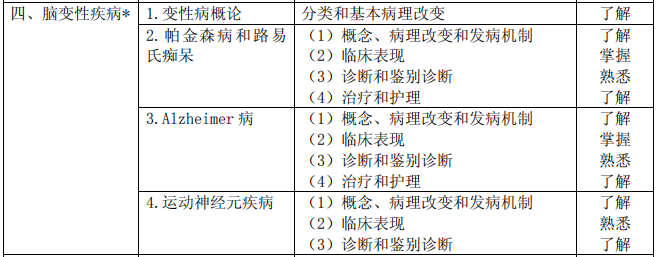 四、脑变性疾病* 1.变性病概论 分类和基本病理改变 了解
2.帕金森病和路易 (1)概念、病理改变和发病机制 了解
氏痴呆 (2)临床表现 掌握
(3)诊断和鉴别诊断 熟悉
(4)治疗和护理 了解
3.Alzheimer 病 (1)概念、病理改变和发病机制 了解
(2)临床表现 掌握
(3)诊断和鉴别诊断 熟悉
(4)治疗和护理 了解
4.运动神经元疾病 (1)概念、病理改变和发病机制 了解
(2)临床表现 熟悉
(3)诊断和鉴别诊断 了解